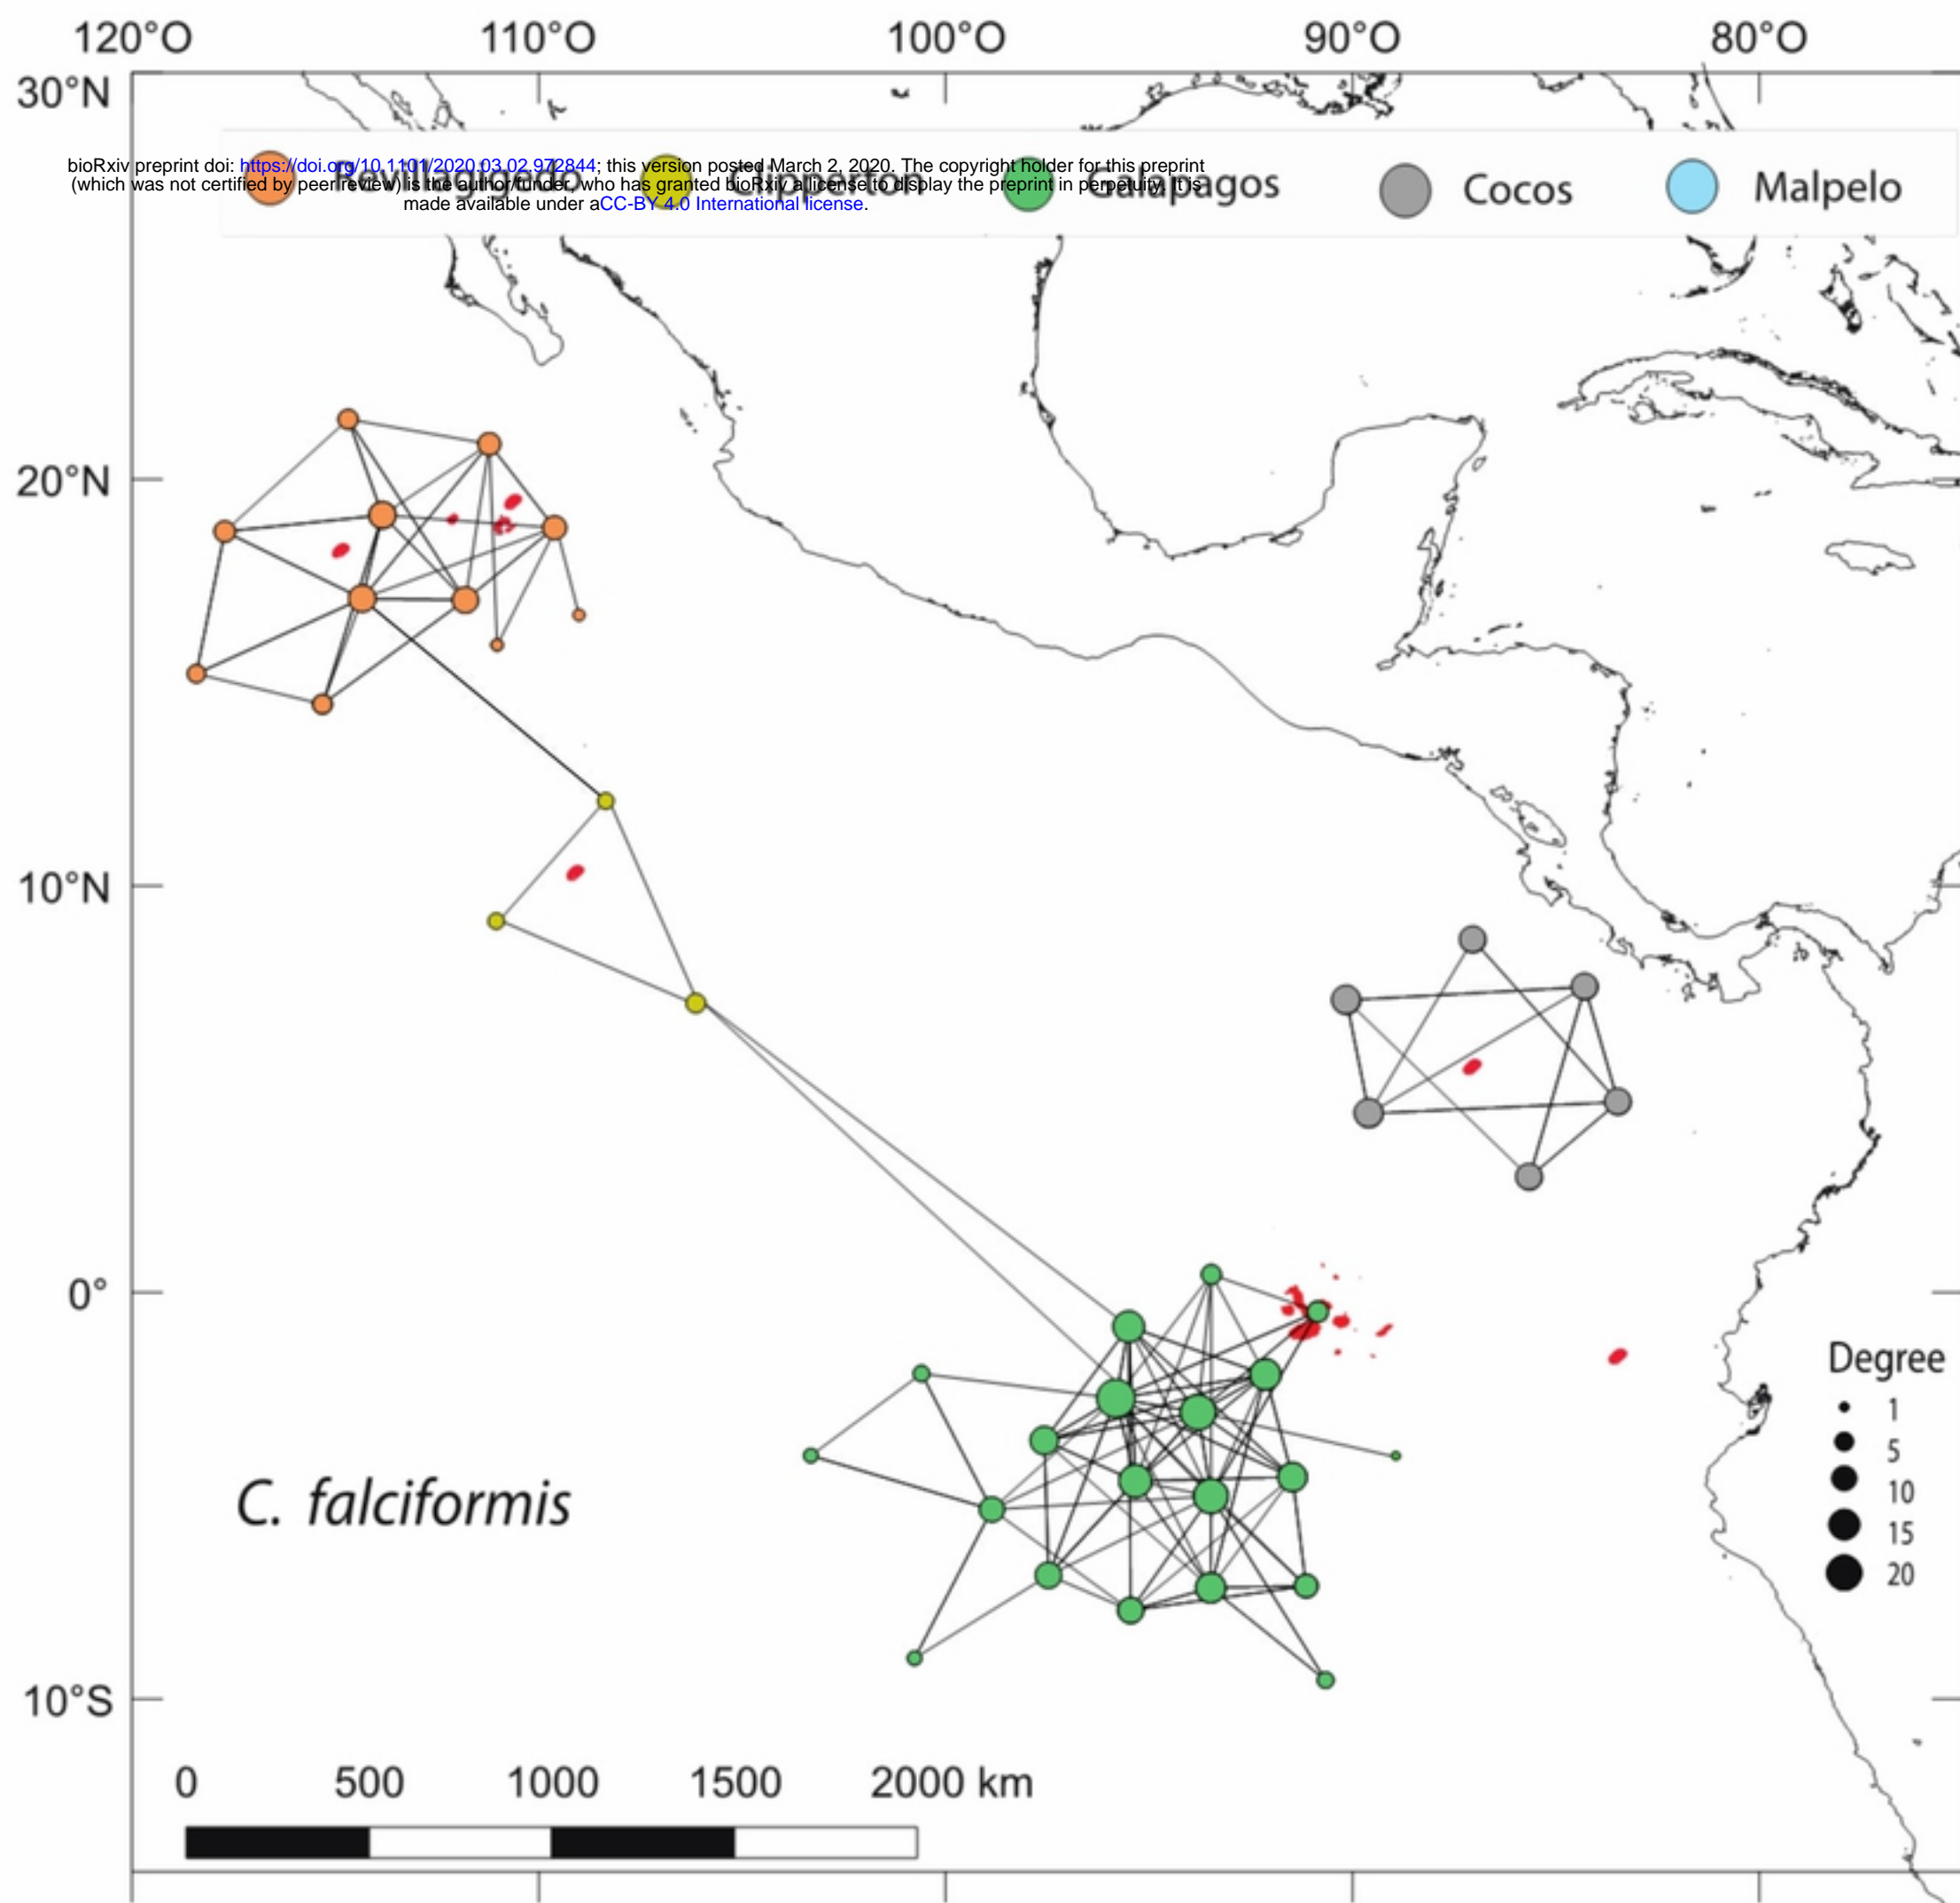 120°O 110°O 100°O 90°O 80°O
30°N
bioRxiv preprint doi: https://doi.org/10.1101/2020.03.02.972844; this version posted March 2, 2020. The copyright holder for this preprint
(which was not certified by peer review) is the author/funder, who has granted bioRxiv a license to display the preprint in perpetuity. It is
made available under aCC-BY 4.0 International license.
Revillagigedo Clipperton Galapagos Cocos Malpelo
20°N
10°N
0°
Degree
1
5
10
15
20
C. falciformis
10°S
0 500 1000 1500 2000 km